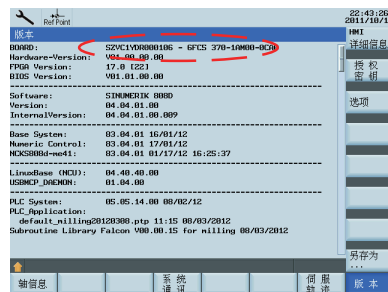 Ref Point
22:43:26
2011/10/1
HMI
详细信息
版本
BOARD: SZVC1YDR000106 - 6FC5 370-1AM00-0CA0
Hardware-Version: V01.00.00.00
FPGA Version: 17.0 [22]
BIOS Version: V01.01.00.00
授 权
密 钥
Software: SINUMERIK 808D
Version: 04.04.01.00
InternalVersion: 04.04.01.00.009
选项
Base System: 03.04.01 16/01/12
Numeric Control: 03.04.01 17/01/12
NCKS808d-me41: 03.04.01 01/17/12 16:25:37
LinuxBase (NCU): 04.40.40.00
USBMCP_DAEMON: 01.04.00
PLC System: 05.05.14.00 08/02/12
PLC_Application:
default_milling20120308.ptp 11:15 08/03/2012
Subroutine Library Falcon V00.00.15 for milling 08/03/2012
另存为
...
轴信息
系 统
通 讯
伺 服
版 本